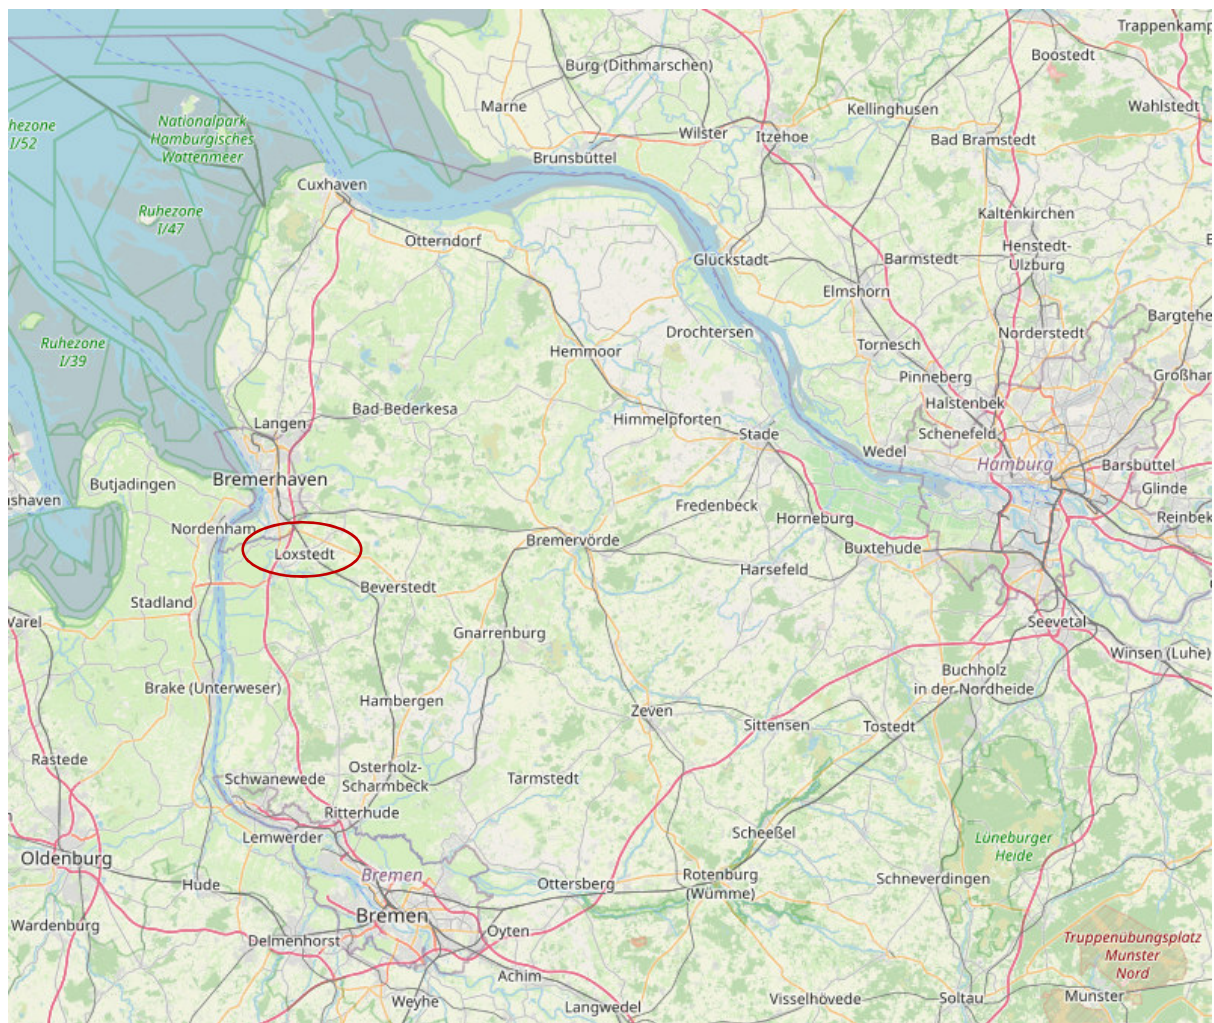 Trappenkamp
Boostedt
Burg (Dithmarschen)
Marne
Kellinghusen
Wahlstedt
Nationalpark
Hamburgisches
Wattenmeer
hezone
I/52
Wilster
Itzehoe
Bad Bramstedt
Brunsbüttel
Cuxhaven
Ruhezone
I/47
Kaltenkirchen
Otterndorf
Henstedt-
Ulzburg
Glückstadt
Barmstedt
Elmshorn
Bargtehe
Ruhezone
I/39
Drochtersen
Norderstedt
Tornesch
Hemmoor
Pinneberg
Großhan
Bad Bederkesa
Halstenbek
Langen
Himmelpforten
Stade
Schenefeld
Wedel
Hamburg
Barsbüttel
Bremerhaven
Butjadingen
Glinde
shaven
Fredenbeck
Nordenham
Horneburg
Reinbek
Bremervörde
Loxstedt
Buxtehude
Harsefeld
Beverstedt
Stadland
Varel
Gnarrenburg
Seevetal
Winsen (Luhe)
Buchholz
in der Nordheide
Brake (Unterweser)
Hambergen
Zeven
Sittensen
Tostedt
Rastede
Osterholz-
Scharmbeck
Schwanewede
Tarmstedt
Ritterhude
Lemwerder
Scheeßel
Lüneburger
Heide
Oldenburg
Bremen
Hude
Ottersberg
Rotenburg
(Wümme)
Schneverdingen
Bremen
Wardenburg
Delmenhorst
Oyten
Truppenübungsplatz
Munster
Nord
Achim
Weyhe
Langwedel
Visselhövede
Soltau
Munster